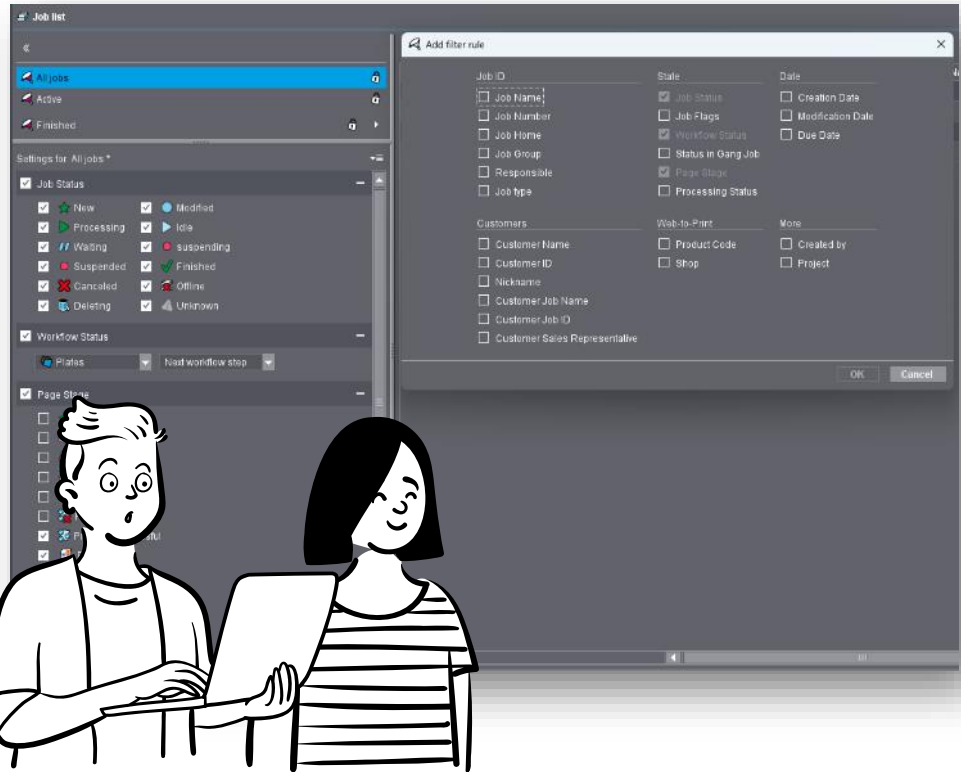 Job list
«
All jobs
Active
Finished
Settings for All jobs *
Job Status
New
Modified
Processing
Idle
Waiting
suspending
Suspended
Finished
Canceled
Offline
Deleting
Unknown
Workflow Status
Plates
Next workflow step
Page Stage
Add filter rule
Job ID
Job Name
Job Number
Job Home
Job Group
Responsible
Job type
State
Job Status
Job Flags
Workflow Status
Status in Gang Job
Page Stage
Processing Status
Date
Creation Date
Modification Date
Due Date
Customers
Customer Name
Customer ID
Nickname
Customer Job Name
Customer Job ID
Customer Sales Representative
Web-to-Print
Product Code
Shop
More
Created by
Project
OK
Cancel